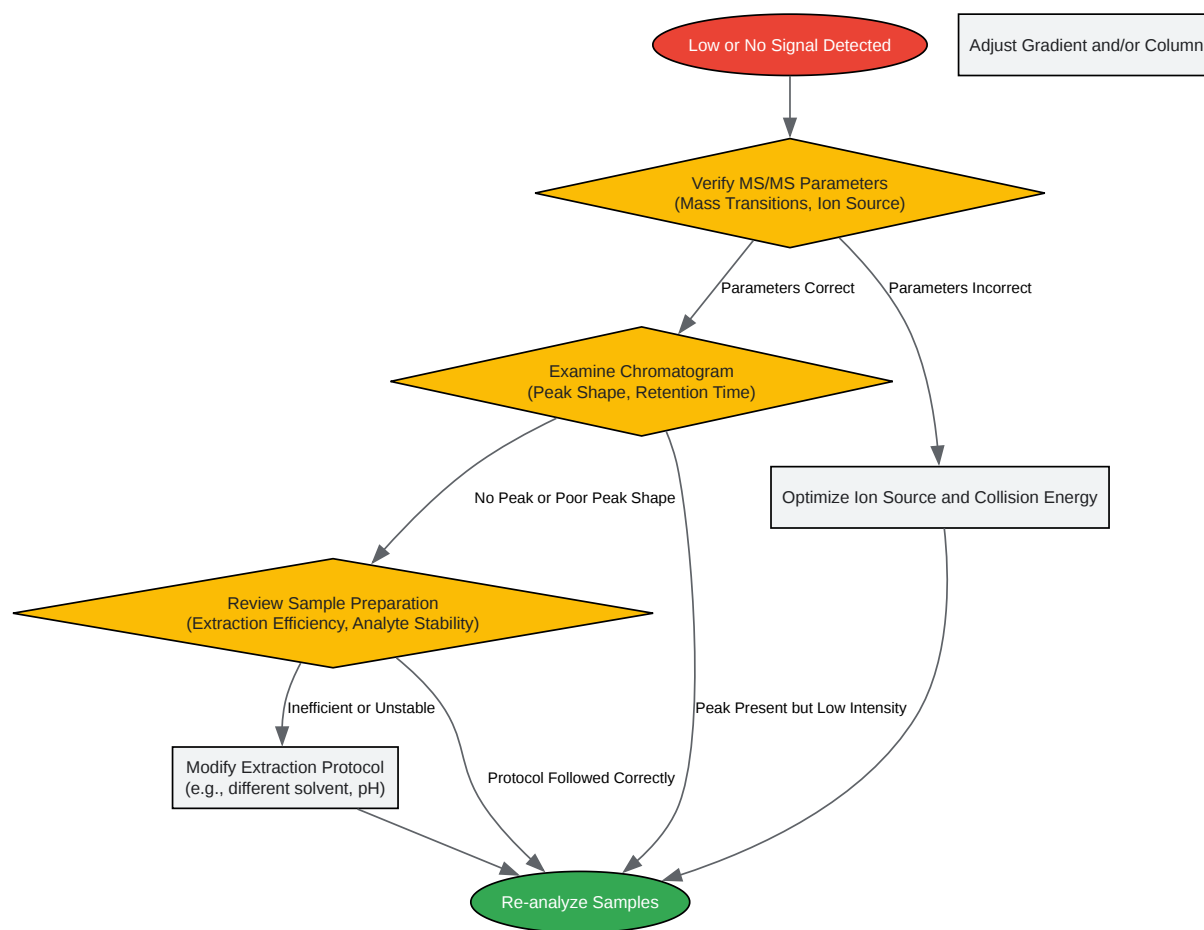 Low or No Signal Detected
Adjust Gradient and/or Column
Verify MS/MS Parameters
(Mass Transitions, Ion Source)
Parameters Correct
Parameters Incorrect
Examine Chromatogram
(Peak Shape, Retention Time)
No Peak or Poor Peak Shape
Optimize Ion Source and Collision Energy
Review Sample Preparation
(Extraction Efficiency, Analyte Stability)
Inefficient or Unstable
Peak Present but Low Intensity
Modify Extraction Protocol
(e.g., different solvent, pH)
Protocol Followed Correctly
Re-analyze Samples